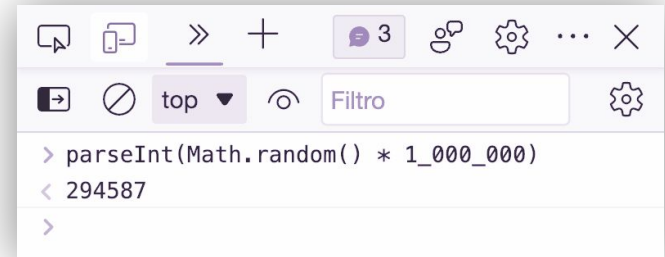 3
top
Filtro
parseInt(Math.random() * 1_000_000)
294587